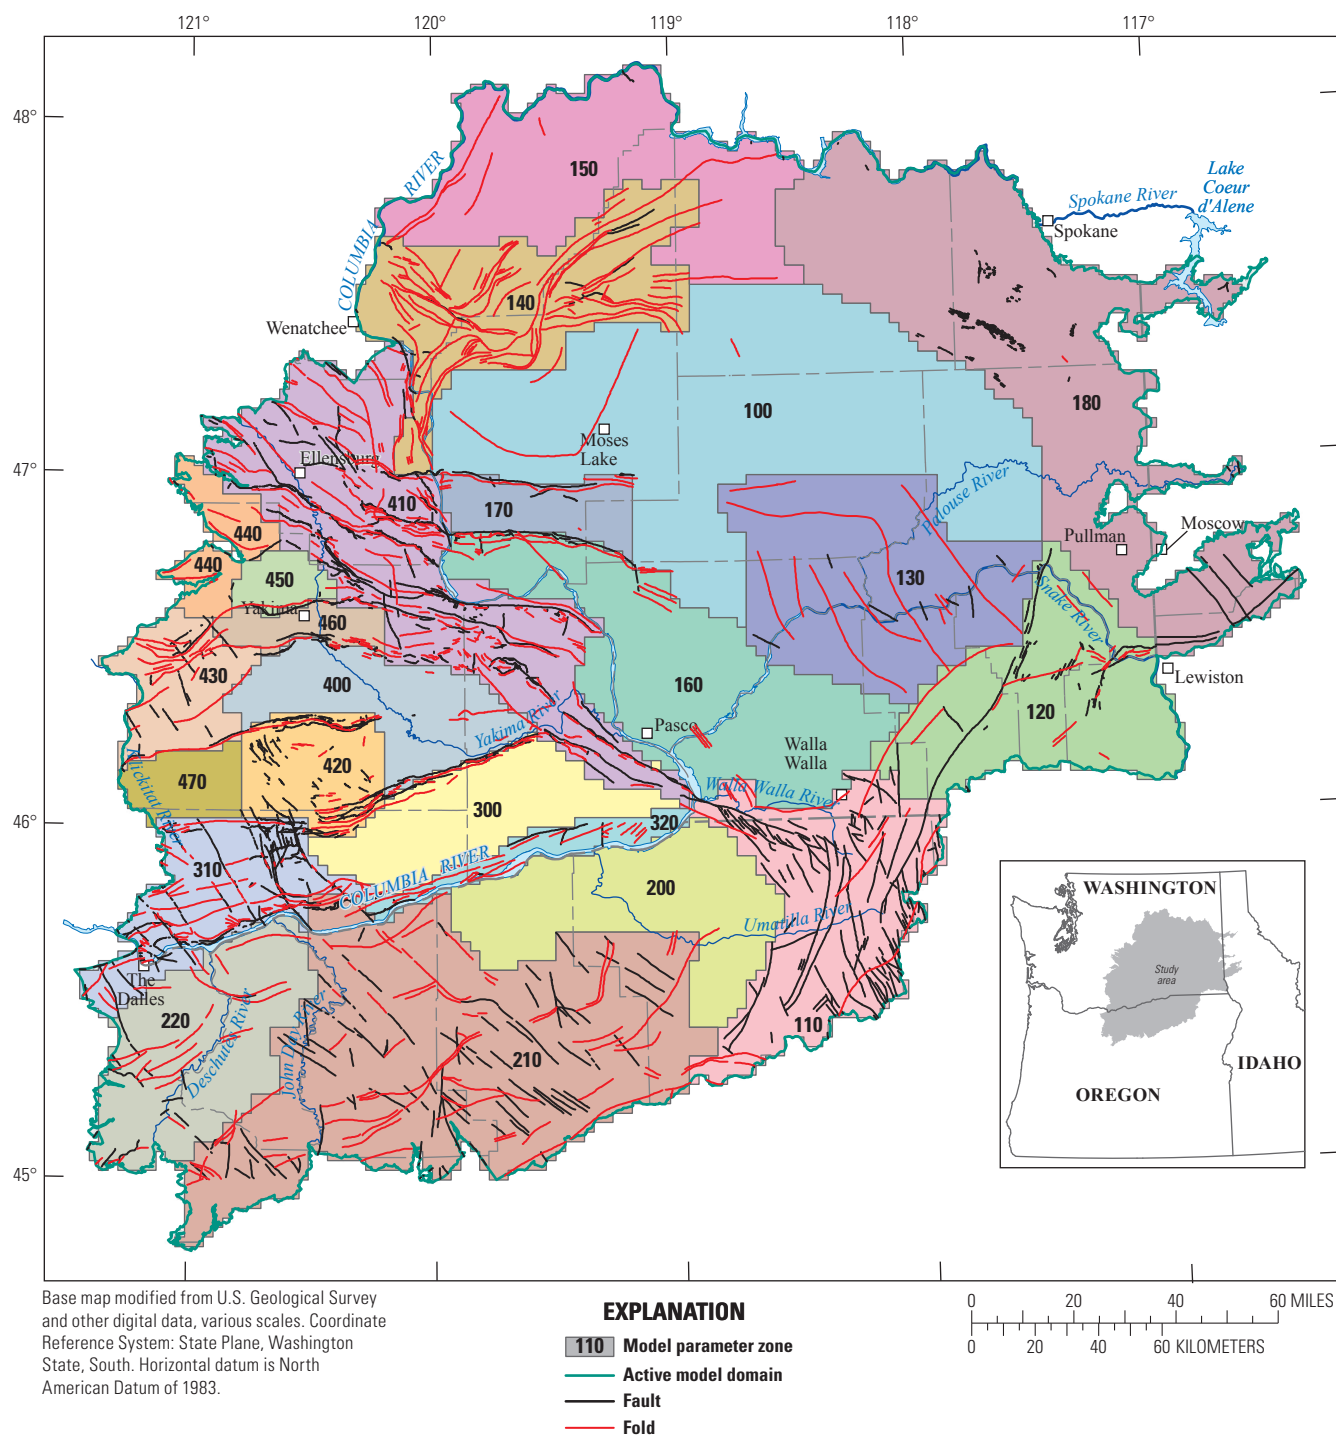 121°
120°
119°
118°
117°
48°
47°
46°
45°
COLUMBIA RIVER
150
Lake
Coeur
d'Alene
Spokane River
Spokane
140
Wenatchee
100
180
Moses
Lake
Ellensburg
410
170
Palouse River
Pullman
Moscow
440
440
450
130
Yakima
460
Snake River
430
400
160
Lewiston
120
Yakima River
Pasco
Walla
Walla
420
470
Klickitat River
Walla Walla River
300
320
310
COLUMBIA RIVER
200
Umatilla River
The
Dalles
220
Deschutes River
John Day River
210
110
WASHINGTON
Study
area
IDAHO
OREGON
Base map modified from U.S. Geological Survey
and other digital data, various scales. Coordinate
Reference System: State Plane, Washington
State, South. Horizontal datum is North
American Datum of 1983.
EXPLANATION
110 Model parameter zone
Active model domain
Fault
Fold
0 20 40 60 MILES
0 20 40 60 KILOMETERS